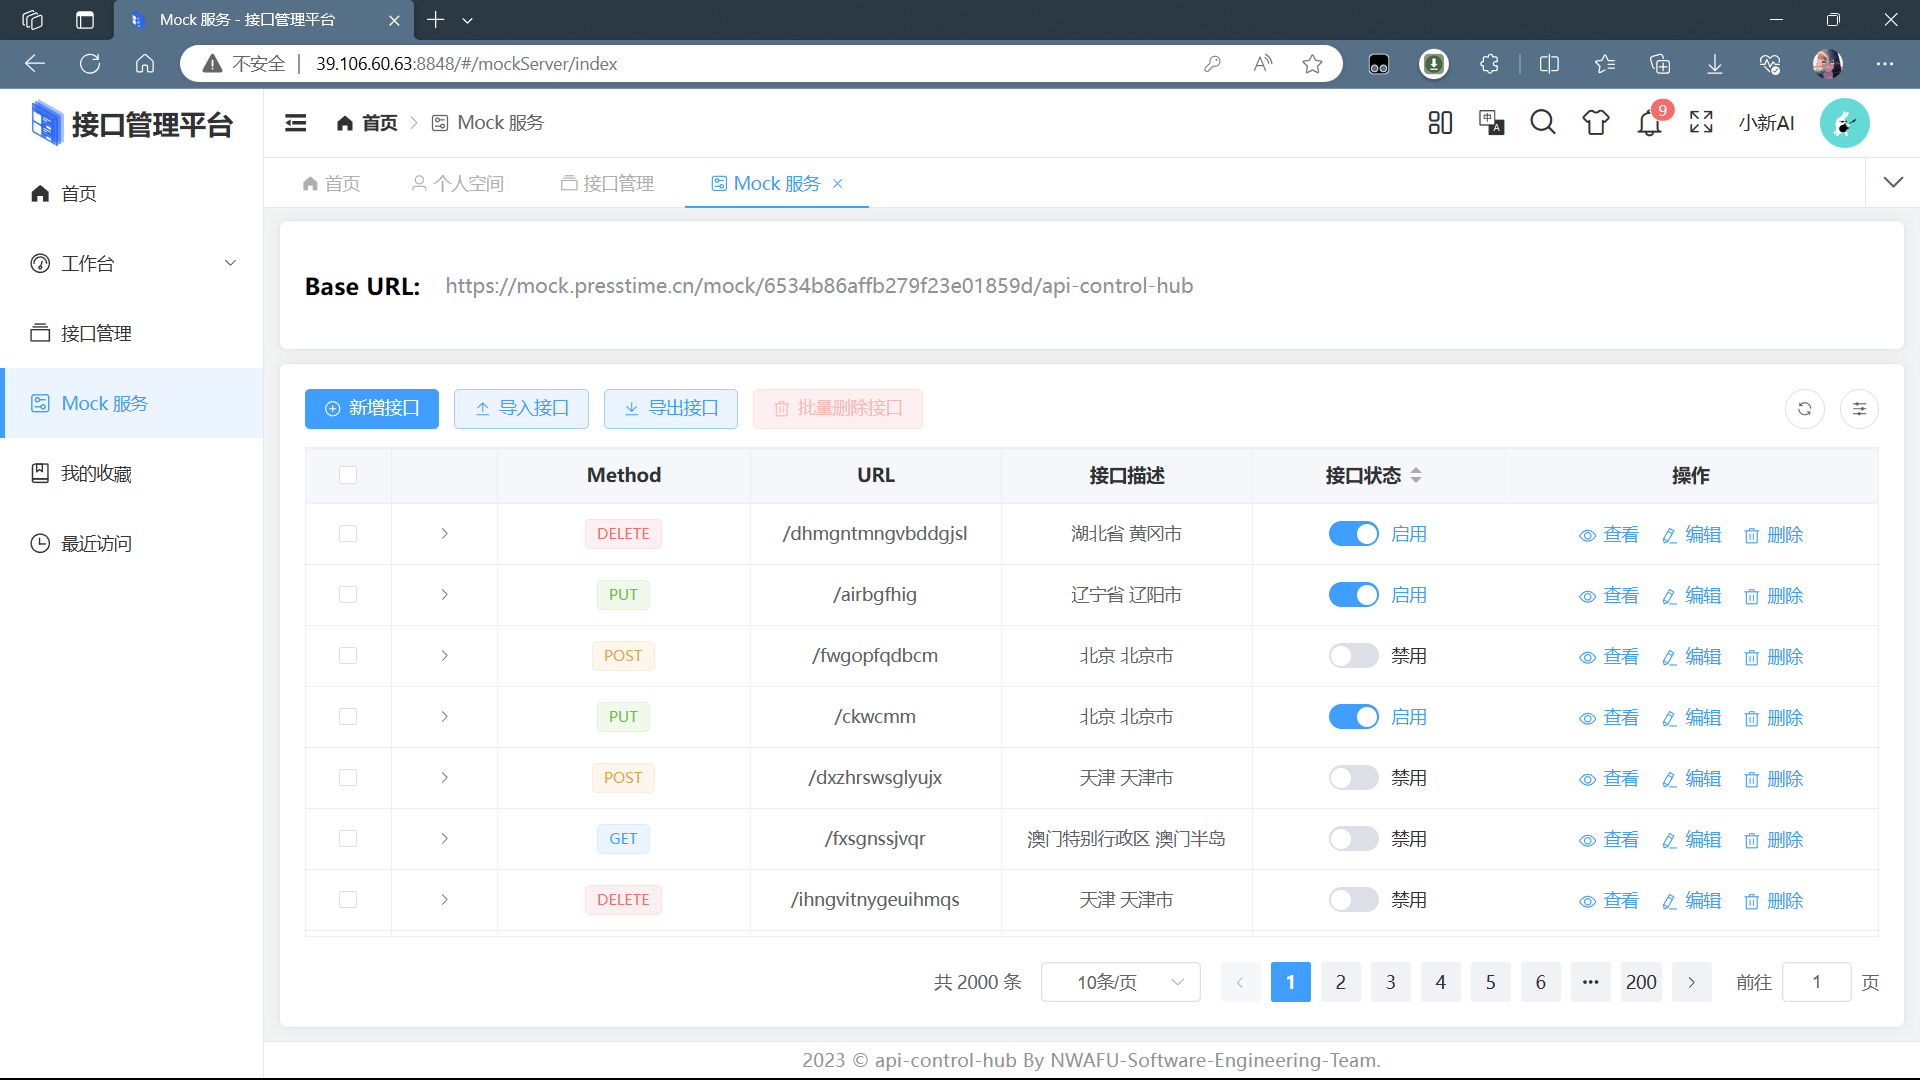 Mock 服务 - 接口管理平台
不安全 | 39.106.60.63:8848/#/mockServer/index
接口管理平台
首页 Mock 服务
9
小新AI
首页
工作台
接口管理
Mock 服务
我的收藏
最近访问
首页 个人空间 接口管理 Mock 服务
Base URL: https://mock.presstime.cn/mock/6534b86affb279f23e01859d/api-control-hub
新增接口 导入接口 导出接口 批量删除接口
Method URL 接口描述 接口状态 操作
DELETE /dhmgntmngvbddgjsl 湖北省 黄冈市 启用 查看 编辑 删除
PUT /airbgfhig 辽宁省 辽阳市 启用 查看 编辑 删除
POST /fwgopfqdbcm 北京 北京市 禁用 查看 编辑 删除
PUT /ckwcmm 北京 北京市 启用 查看 编辑 删除
POST /dxzhrswsglyujx 天津 天津市 禁用 查看 编辑 删除
GET /fxsgnssjvqr 澳门特别行政区 澳门半岛 禁用 查看 编辑 删除
DELETE /ihngvitnygeuihmqs 天津 天津市 禁用 查看 编辑 删除
共 2000 条 10条/页 1 2 3 4 5 6 ••• 200 前往 1 页
2023 © api-control-hub By NWAFU-Software-Engineering-Team.